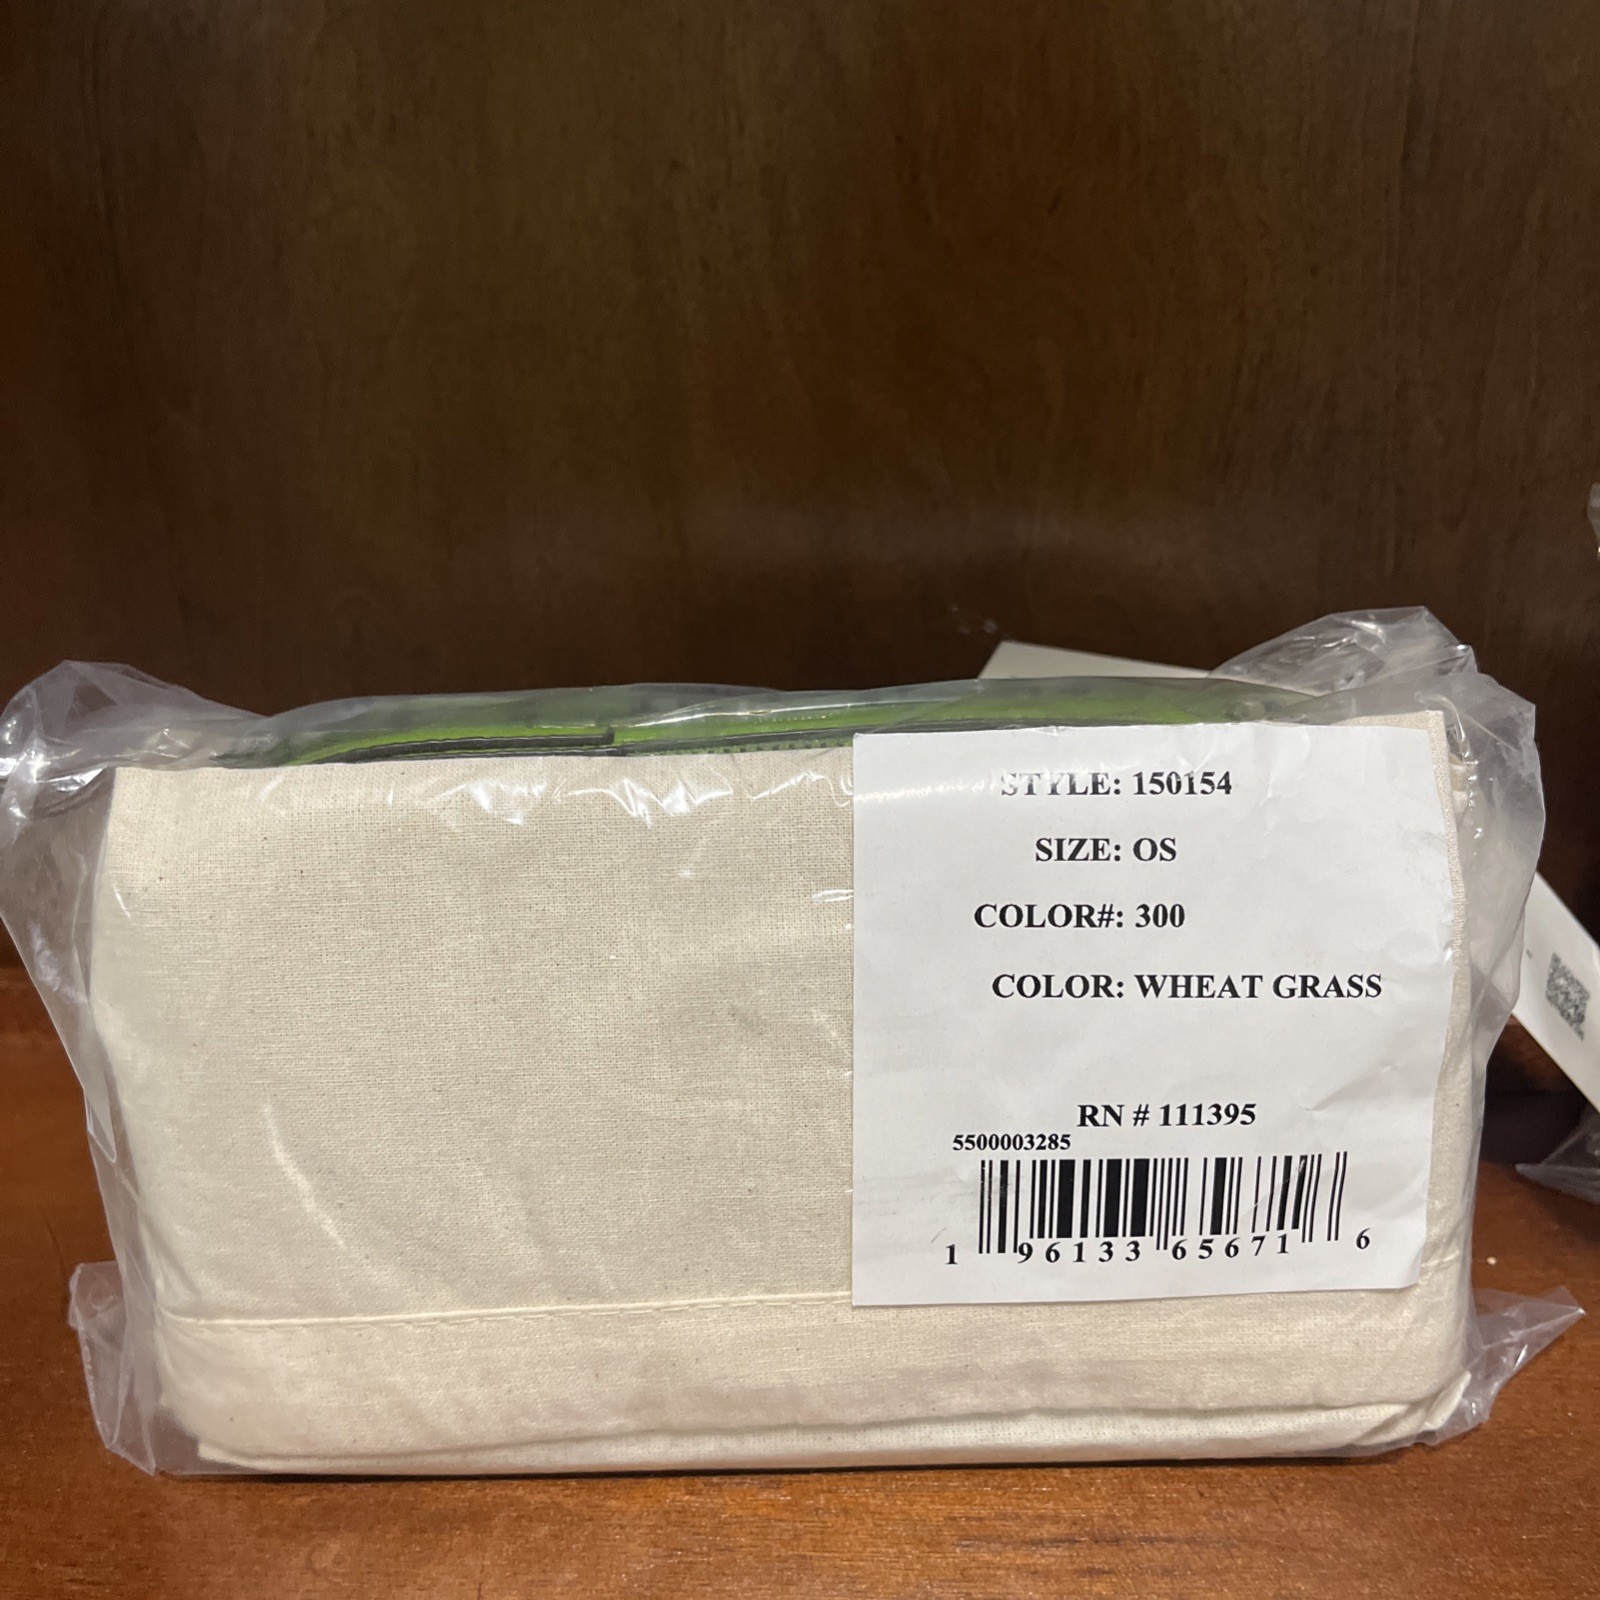 STYLE: 150154
SIZE: OS
COLOR#: 300
COLOR: WHEAT GRASS
RN # 111395
5500003285
1 96133 65671 6